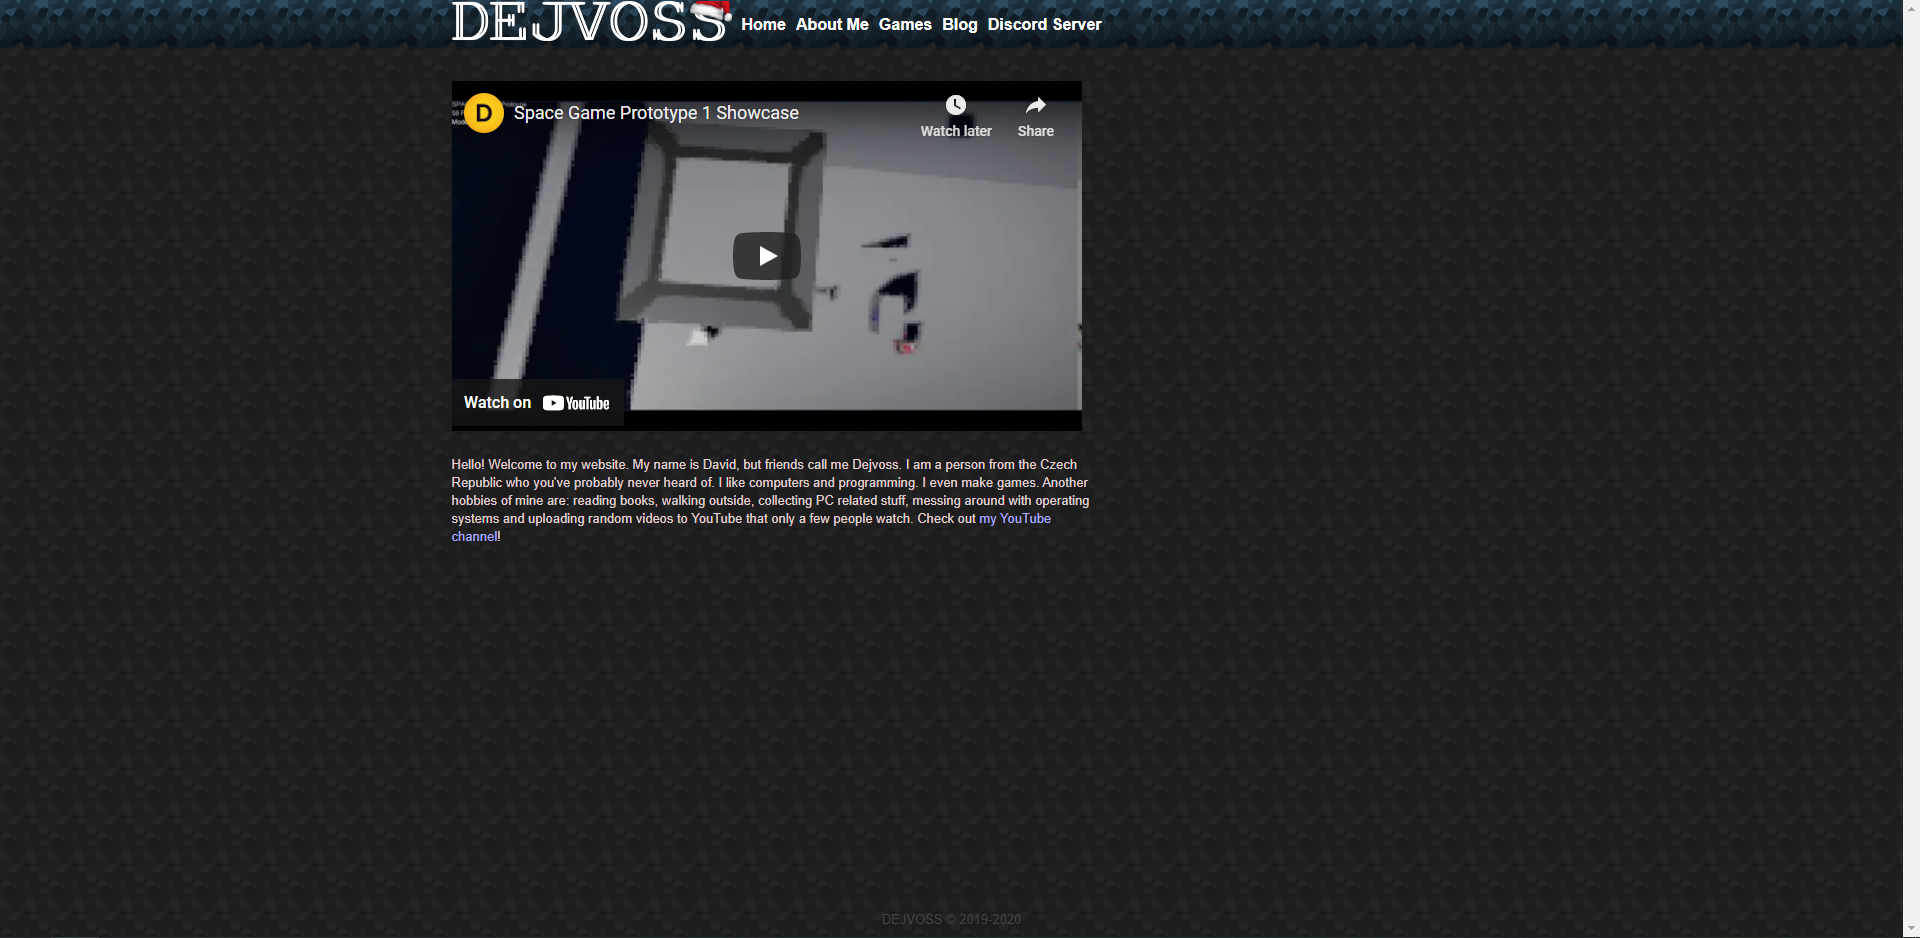 DEJVOSS Home About Me Games Blog Discord Server
Space Game Prototype 1 Showcase
Watch later Share
Watch on YouTube
Hello! Welcome to my website. My name is David, but friends call me Dejvoss. I am a person from the Czech
Republic who you've probably never heard of. I like computers and programming. I even make games. Another
hobbies of mine are: reading books, walking outside, collecting PC related stuff, messing around with operating
systems and uploading random videos to YouTube that only a few people watch. Check out my YouTube
channel!
DEJVOSS © 2019-2020